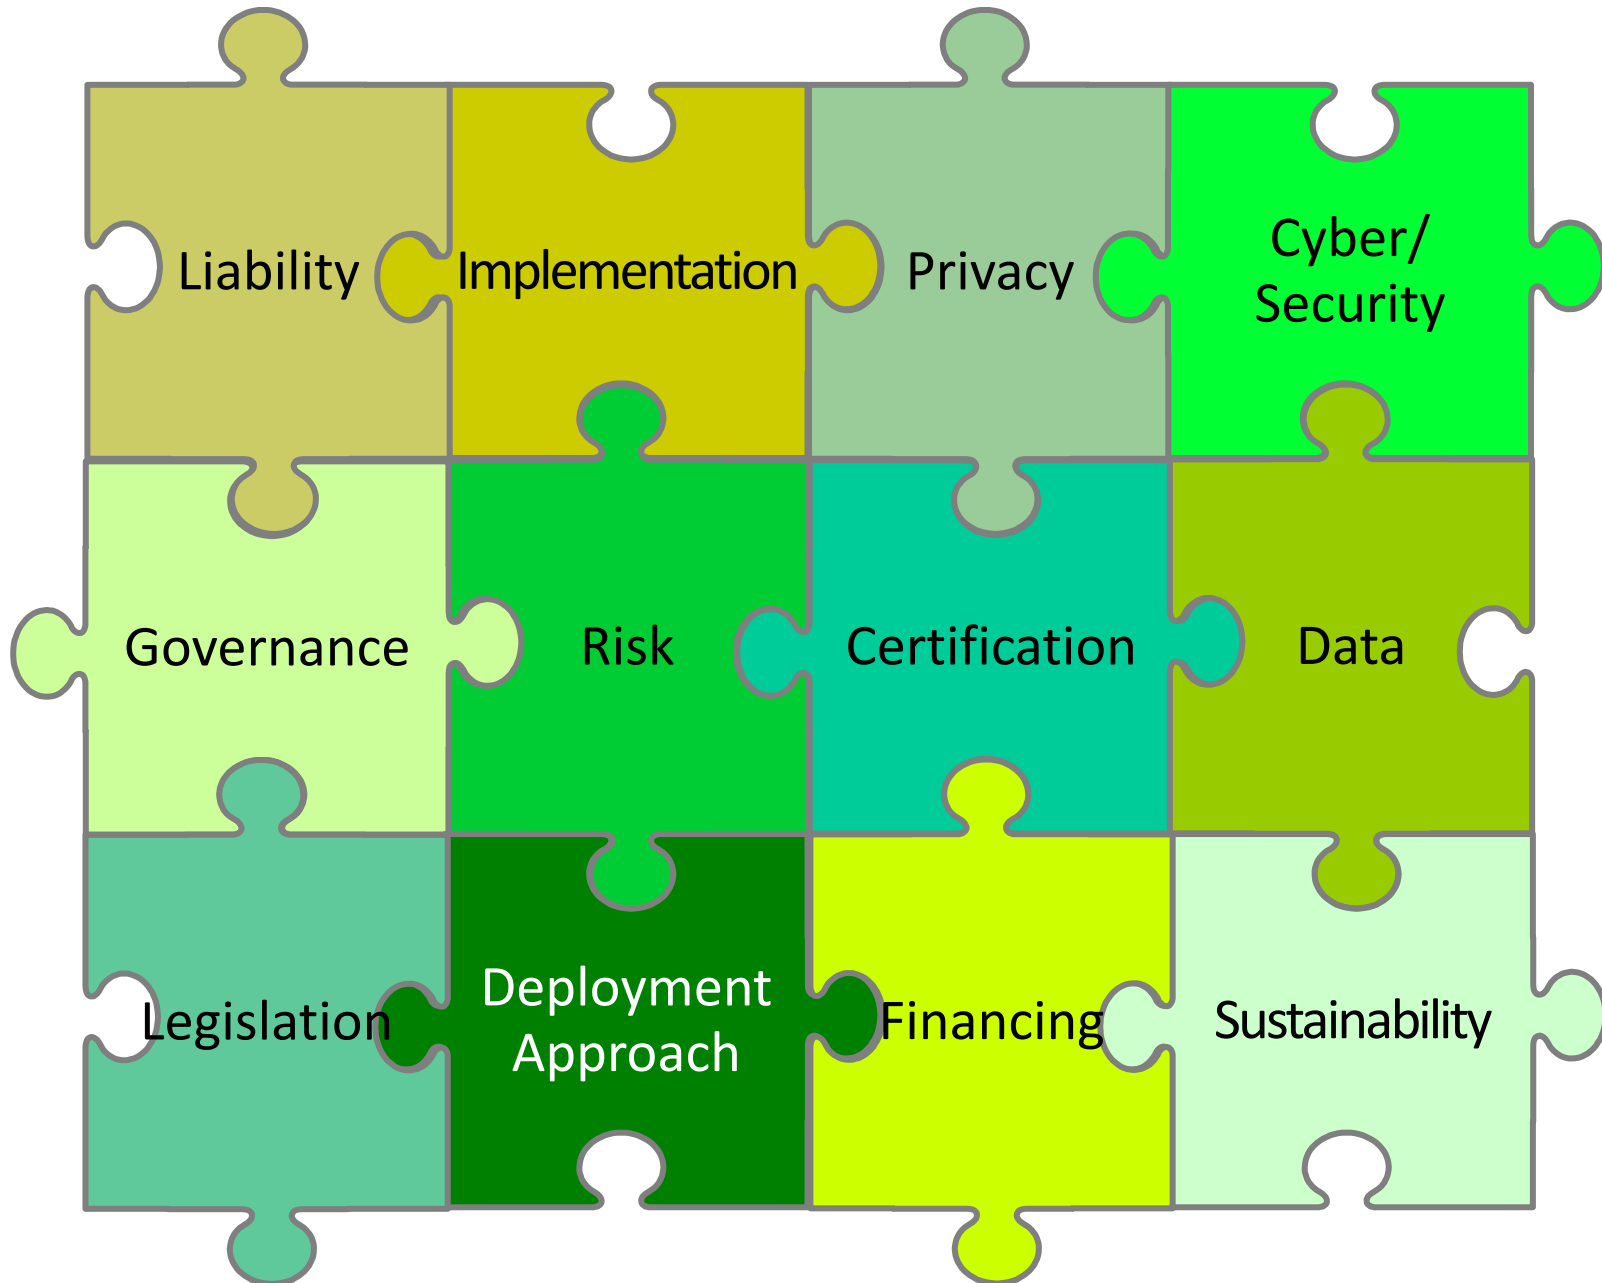 Liability
Implementation
Privacy
Cyber/
Security
Governance
Risk
Certification
Data
Legislation
Deployment
Approach
Financing
Sustainability